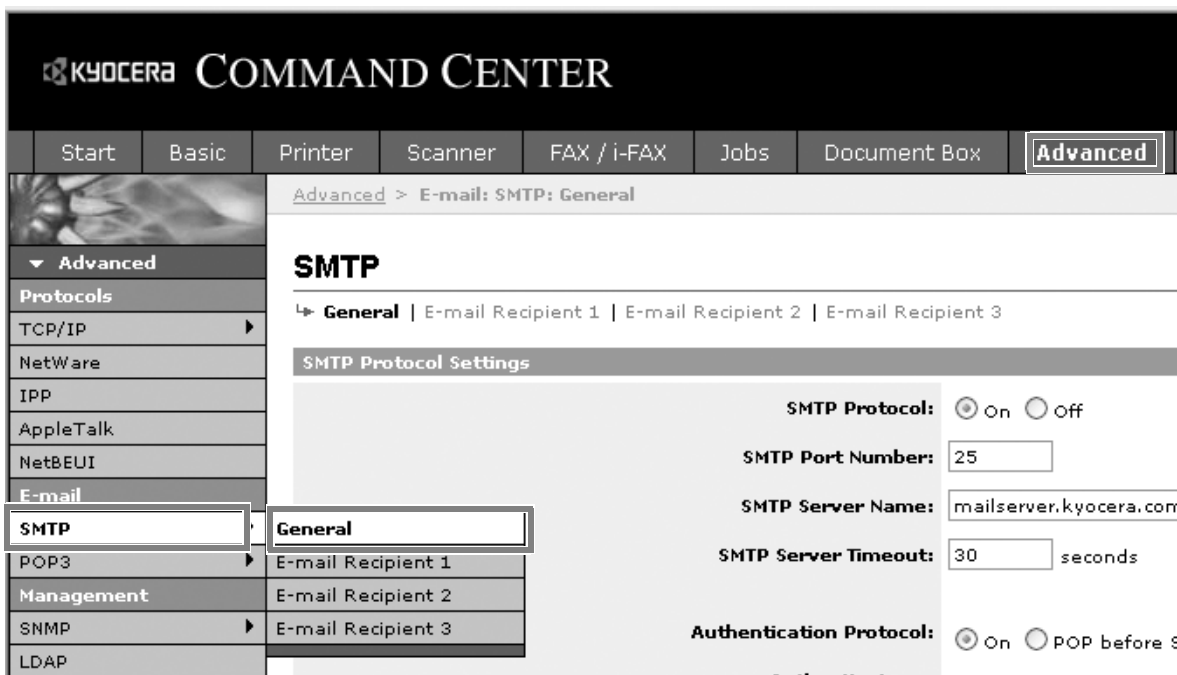 KYOCERA COMMAND CENTER
Start Basic Printer Scanner FAX / i-FAX Jobs Document Box Advanced
Advanced > E-mail: SMTP: General
Advanced
Protocols
TCP/IP
NetWare
IPP
AppleTalk
NetBEUI
E-mail
SMTP
POP3
Management
SNMP
LDAP
General
E-mail Recipient 1
E-mail Recipient 2
E-mail Recipient 3
SMTP
General | E-mail Recipient 1 | E-mail Recipient 2 | E-mail Recipient 3
SMTP Protocol Settings
SMTP Protocol: On Off
SMTP Port Number: 25
SMTP Server Name: mailserver.kyocera.com
SMTP Server Timeout: 30 seconds
Authentication Protocol: On POP before